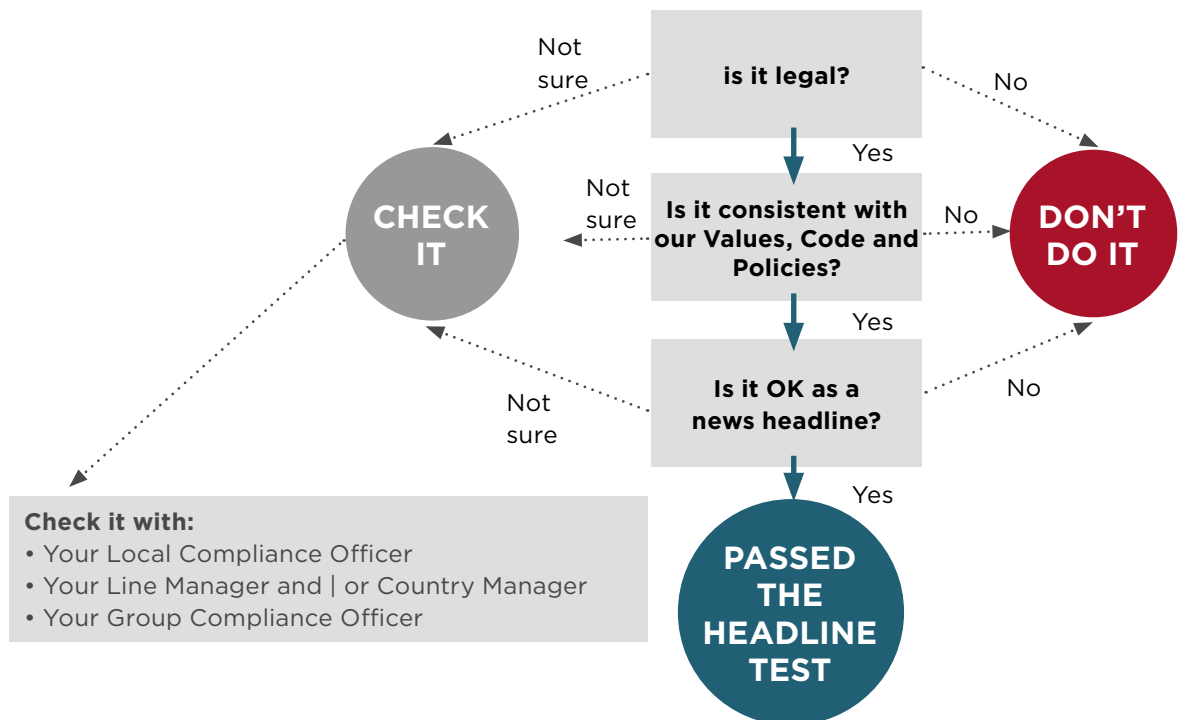 Not
sure
is it legal?
No
Yes
CHECK
IT
Not
sure
Is it consistent with
our Values, Code and
Policies?
No
DON’T
DO IT
Yes
Not
sure
Is it OK as a
news headline?
No
Yes
Check it with:
• Your Local Compliance Officer
• Your Line Manager and | or Country Manager
• Your Group Compliance Officer
PASSED
THE
HEADLINE
TEST